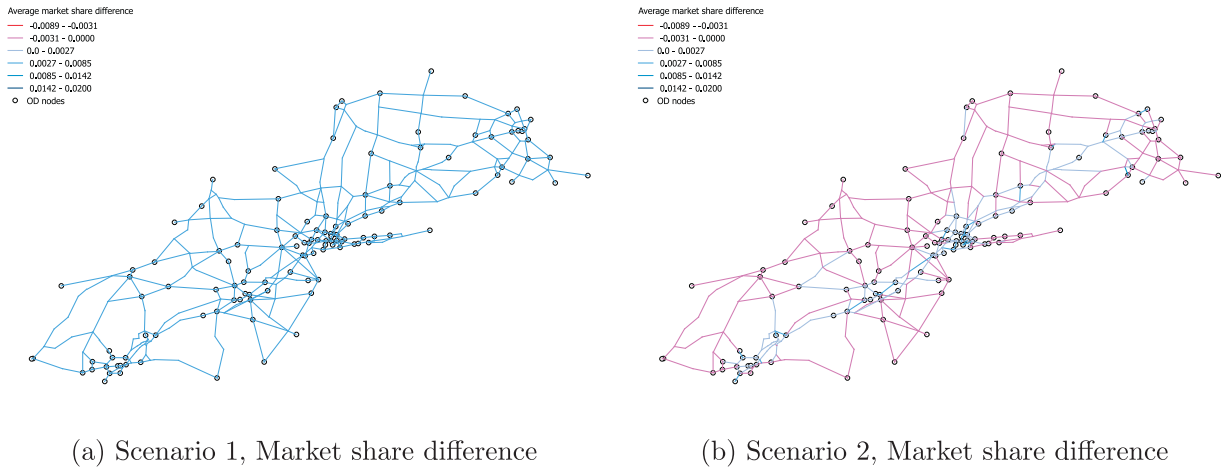 Average market share difference
-0.0089 - -0.0031
-0.0031 - 0.0000
0.0 - 0.0027
0.0027 - 0.0085
0.0085 - 0.0142
0.0142 - 0.0200
OD nodes
Average market share difference
-0.0089 - -0.0031
-0.0031 - 0.0000
0.0 - 0.0027
0.0027 - 0.0085
0.0085 - 0.0142
0.0142 - 0.0200
OD nodes
(a) Scenario 1, Market share difference
(b) Scenario 2, Market share difference